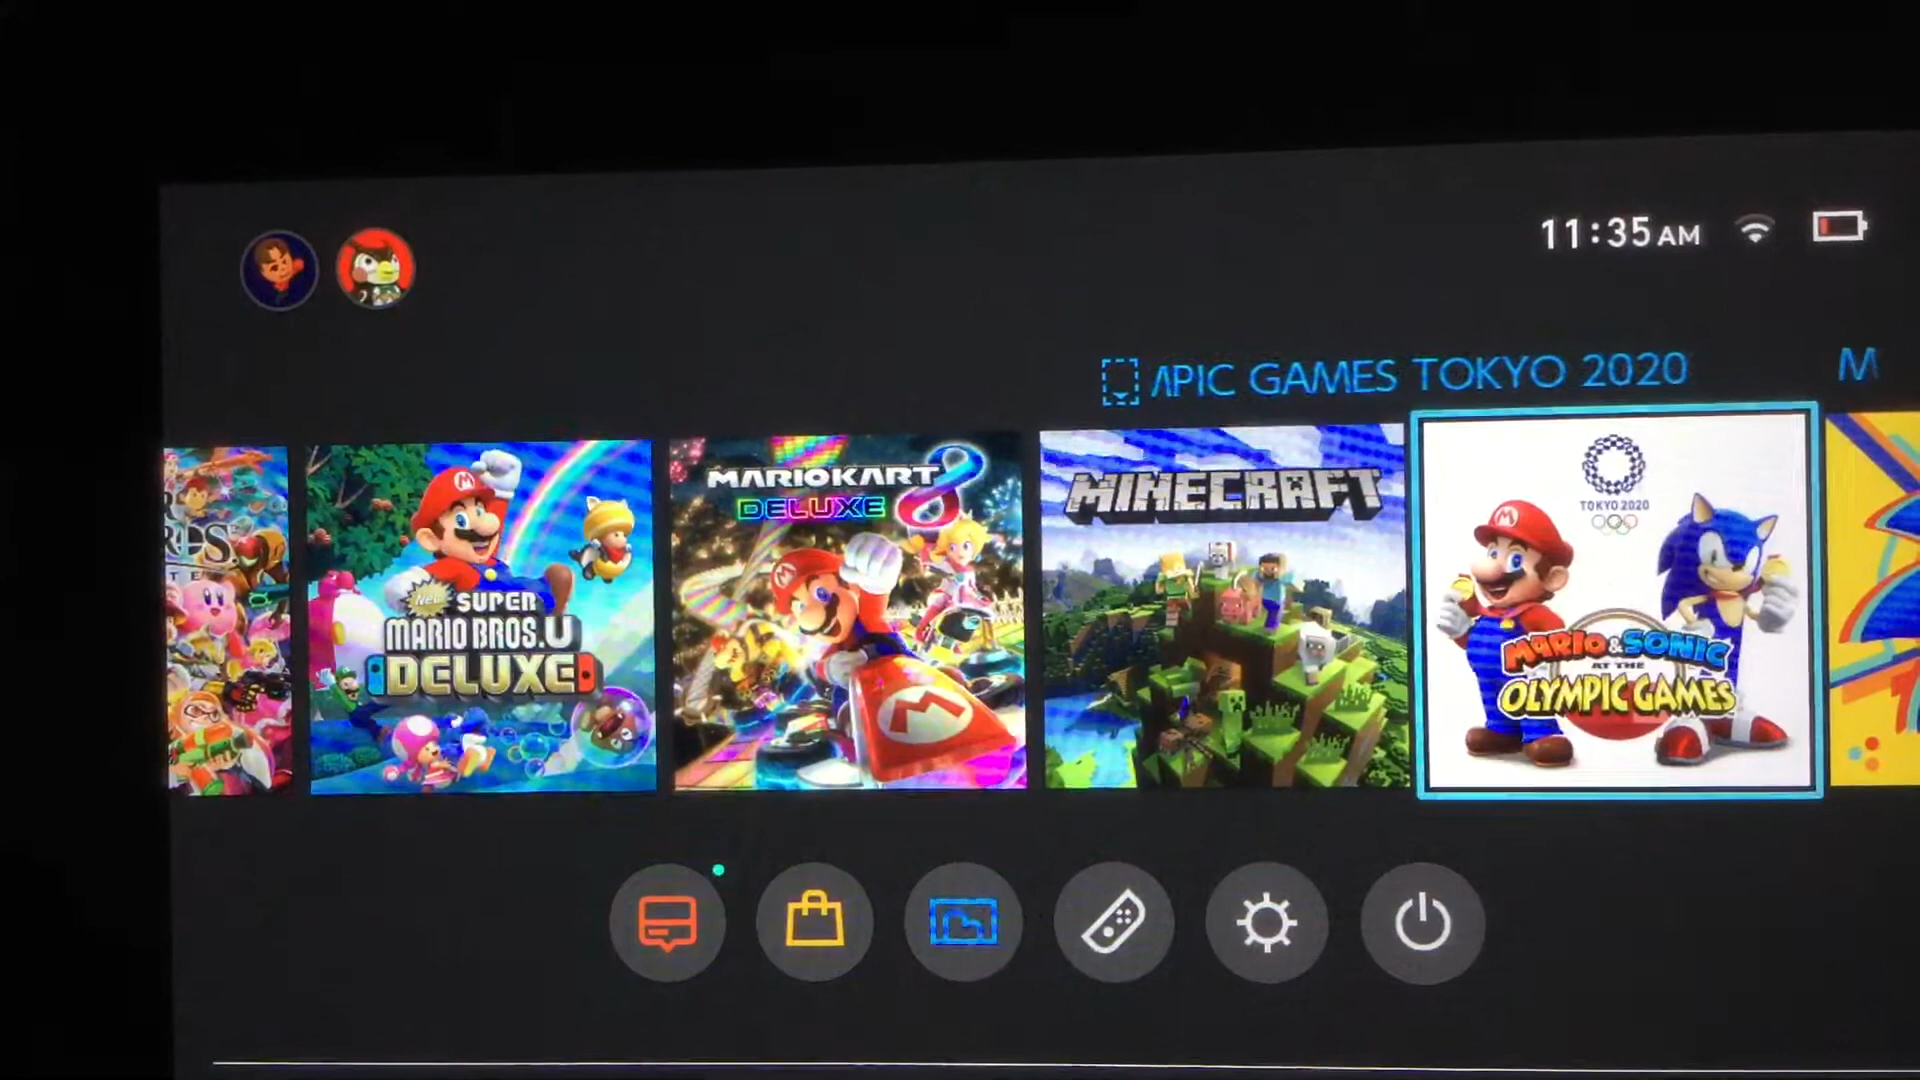 11:35 AM
PIC GAMES TOKYO 2020 M
New SUPER
MARIO BROS. U
DELUXE
MARIOKART 8
DELUXE
MINECRAFT
TOKYO 2020
MARIO & SONIC
AT THE
OLYMPIC GAMES